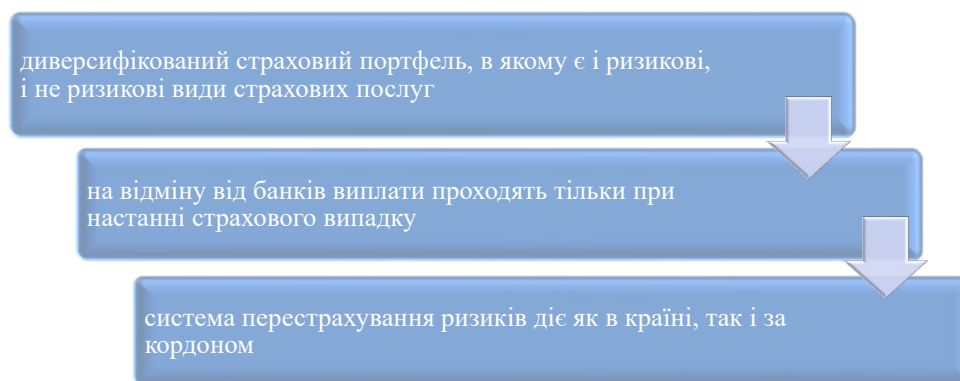 диверсифікований страховий портфель, в якому є і ризикові,
і не ризикові види страхових послуг
на відміну від банків виплати проходять тільки при
настанні страхового випадку
система перестрахування ризиків діє як в країні, так і за
кордоном